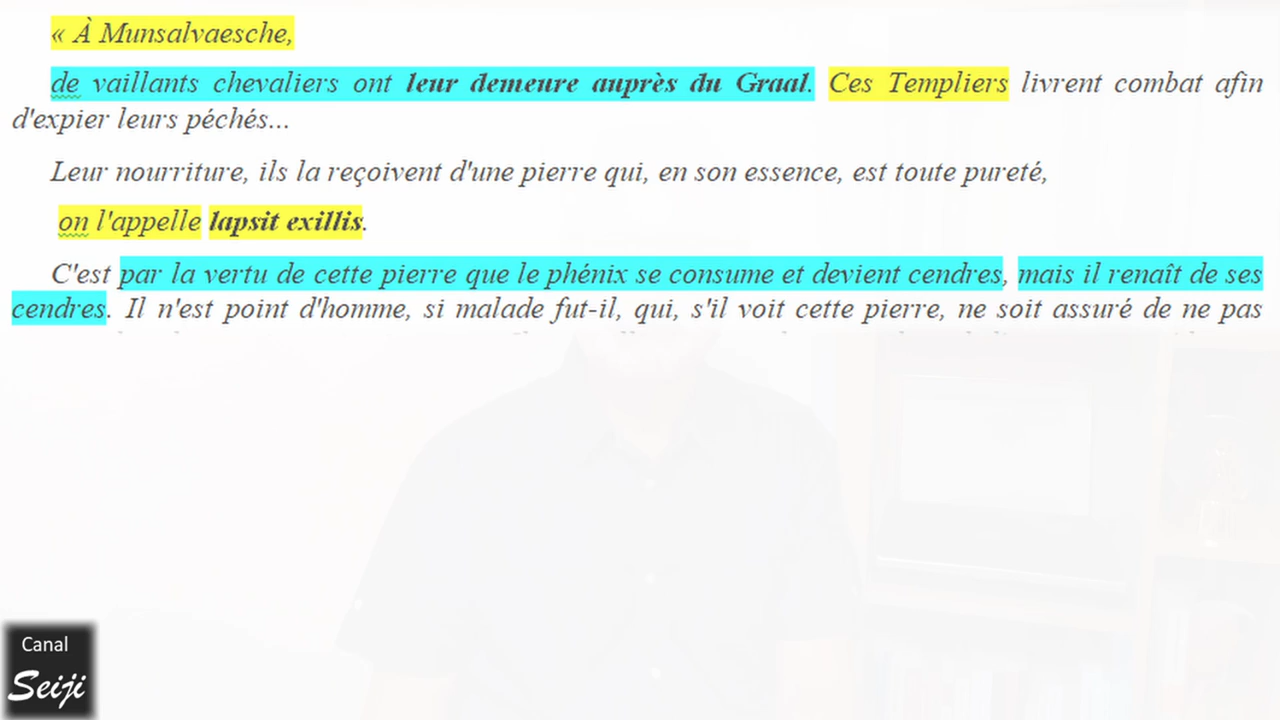 « À Munsalvaesche,
de vaillants chevaliers ont leur demeure auprès du Graal. Ces Templiers livrent combat afin
d'expier leurs péchés...
Leur nourriture, ils la reçoivent d'une pierre qui, en son essence, est toute pureté,
on l'appelle lapsit exillis.
C'est par la vertu de cette pierre que le phénix se consume et devient cendres, mais il renaît de ses
cendres. Il n'est point d'homme, si malade fut-il, qui, s'il voit cette pierre, ne soit assuré de ne pas
Canal
Seiji